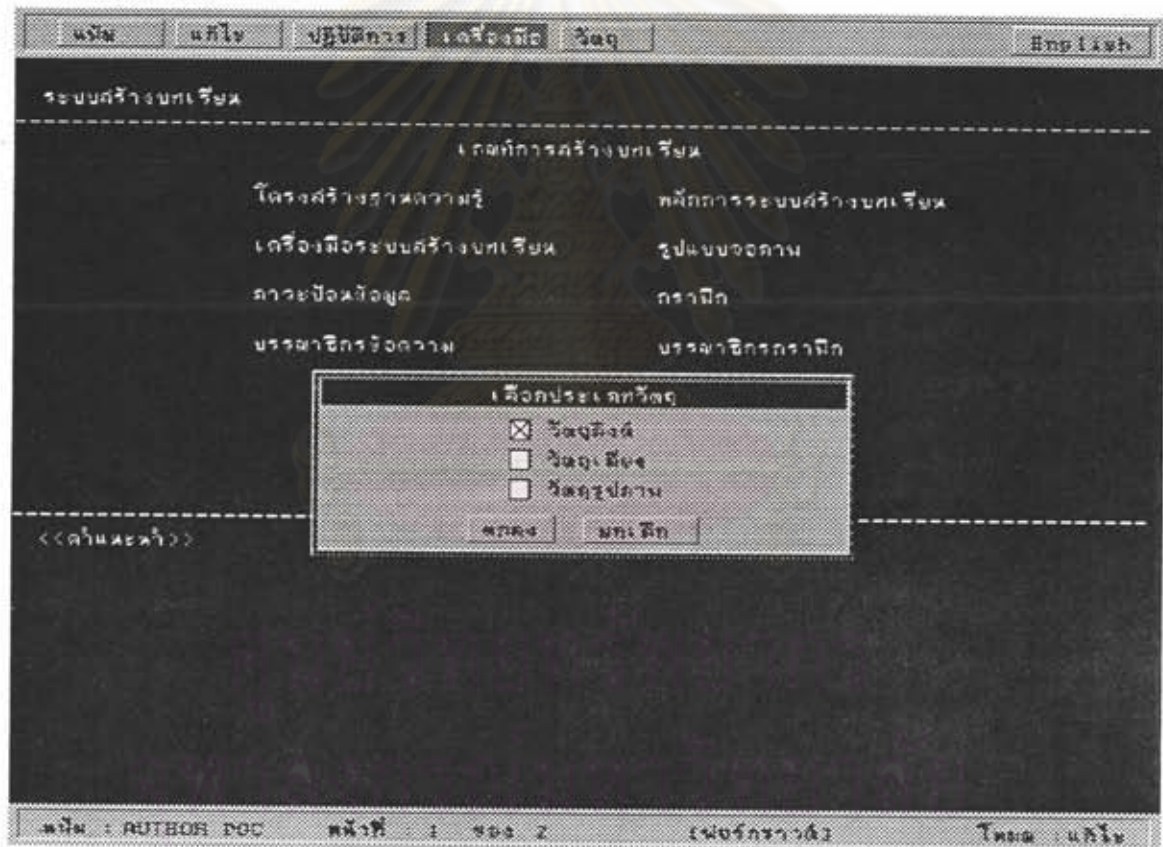 แฟ้ม แก้ไข ปฏิบัติการ เครื่องมือ วัตถุ English
ระบบสร้างบทเรียน
เกณฑ์การสร้างบทเรียน
โครงสร้างฐานความรู้ หลักการระบบสร้างบทเรียน
เครื่องมือระบบสร้างบทเรียน รูปแบบจอภาพ
ภาวะป้อนข้อมูล กราฟิก
บรรณาธิกรข้อความ บรรณาธิกรกราฟิก
เลือกประเภทวัตถุ
วัตถุลิงค์
วัตถุเสียง
วัตถุรูปภาพ
ตกลง ยกเลิก
<<คำแนะนำ>>
แฟ้ม : AUTHOR POC หน้าที่ : 1 ของ 2 [ฟอร์กราวด์] โหมด : แก้ไข